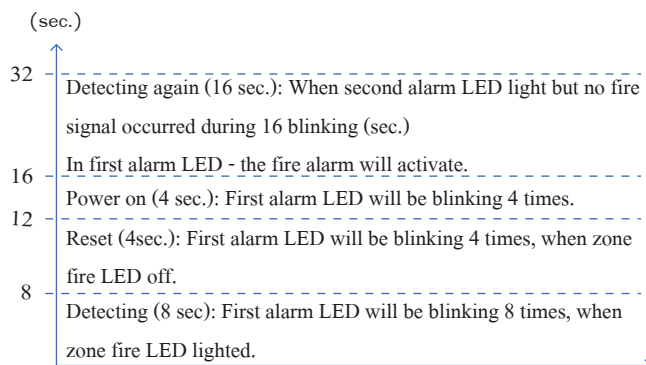 (sec.)
32
Detecting again (16 sec.): When second alarm LED light but no fire
signal occurred during 16 blinking (sec.)
In first alarm LED - the fire alarm will activate.
16
Power on (4 sec.): First alarm LED will be blinking 4 times.
12
Reset (4sec.): First alarm LED will be blinking 4 times, when zone
fire LED off.
8
Detecting (8 sec): First alarm LED will be blinking 8 times, when
zone fire LED lighted.